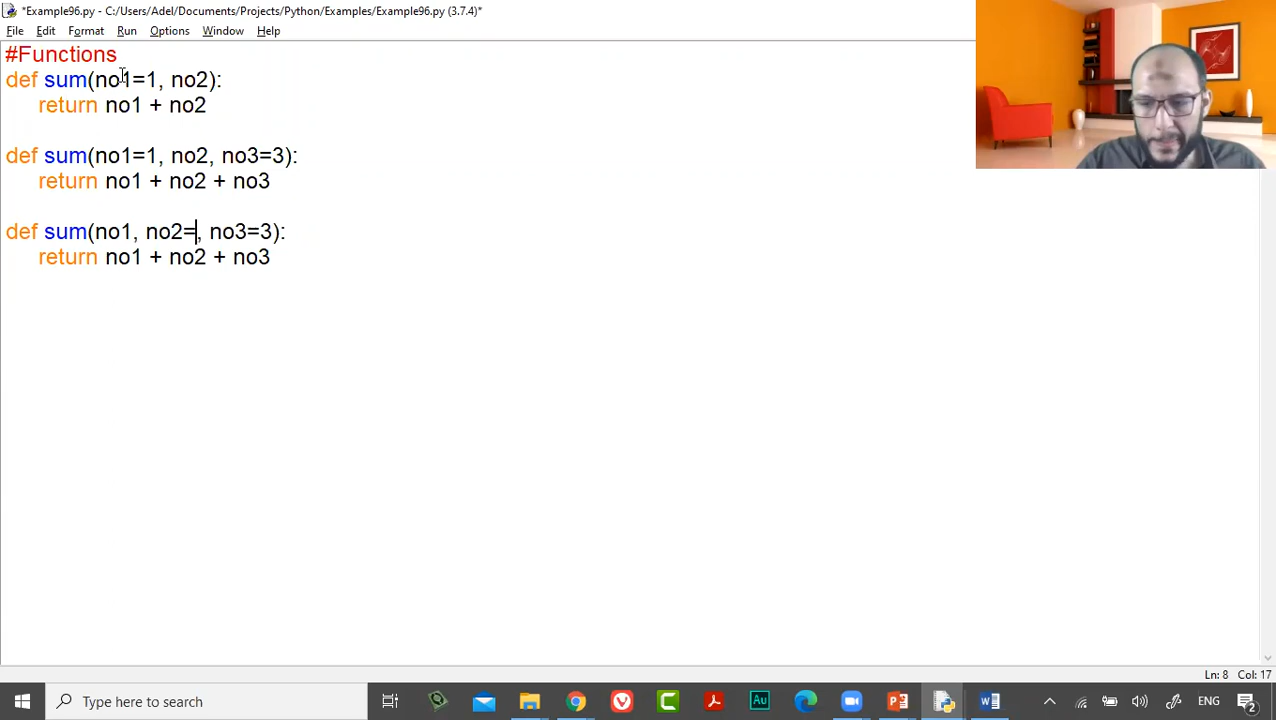 *Example96.py - C:/Users/Adel/Documents/Projects/Python/Examples/Example96.py (3.7.4)*
File Edit Format Run Options Window Help
#Functions
def sum(no1=1, no2):
return no1 + no2
def sum(no1=1, no2, no3=3):
return no1 + no2 + no3
def sum(no1, no2=, no3=3):
return no1 + no2 + no3
Ln: 8 Col: 17
Type here to search
Au
ENG
2